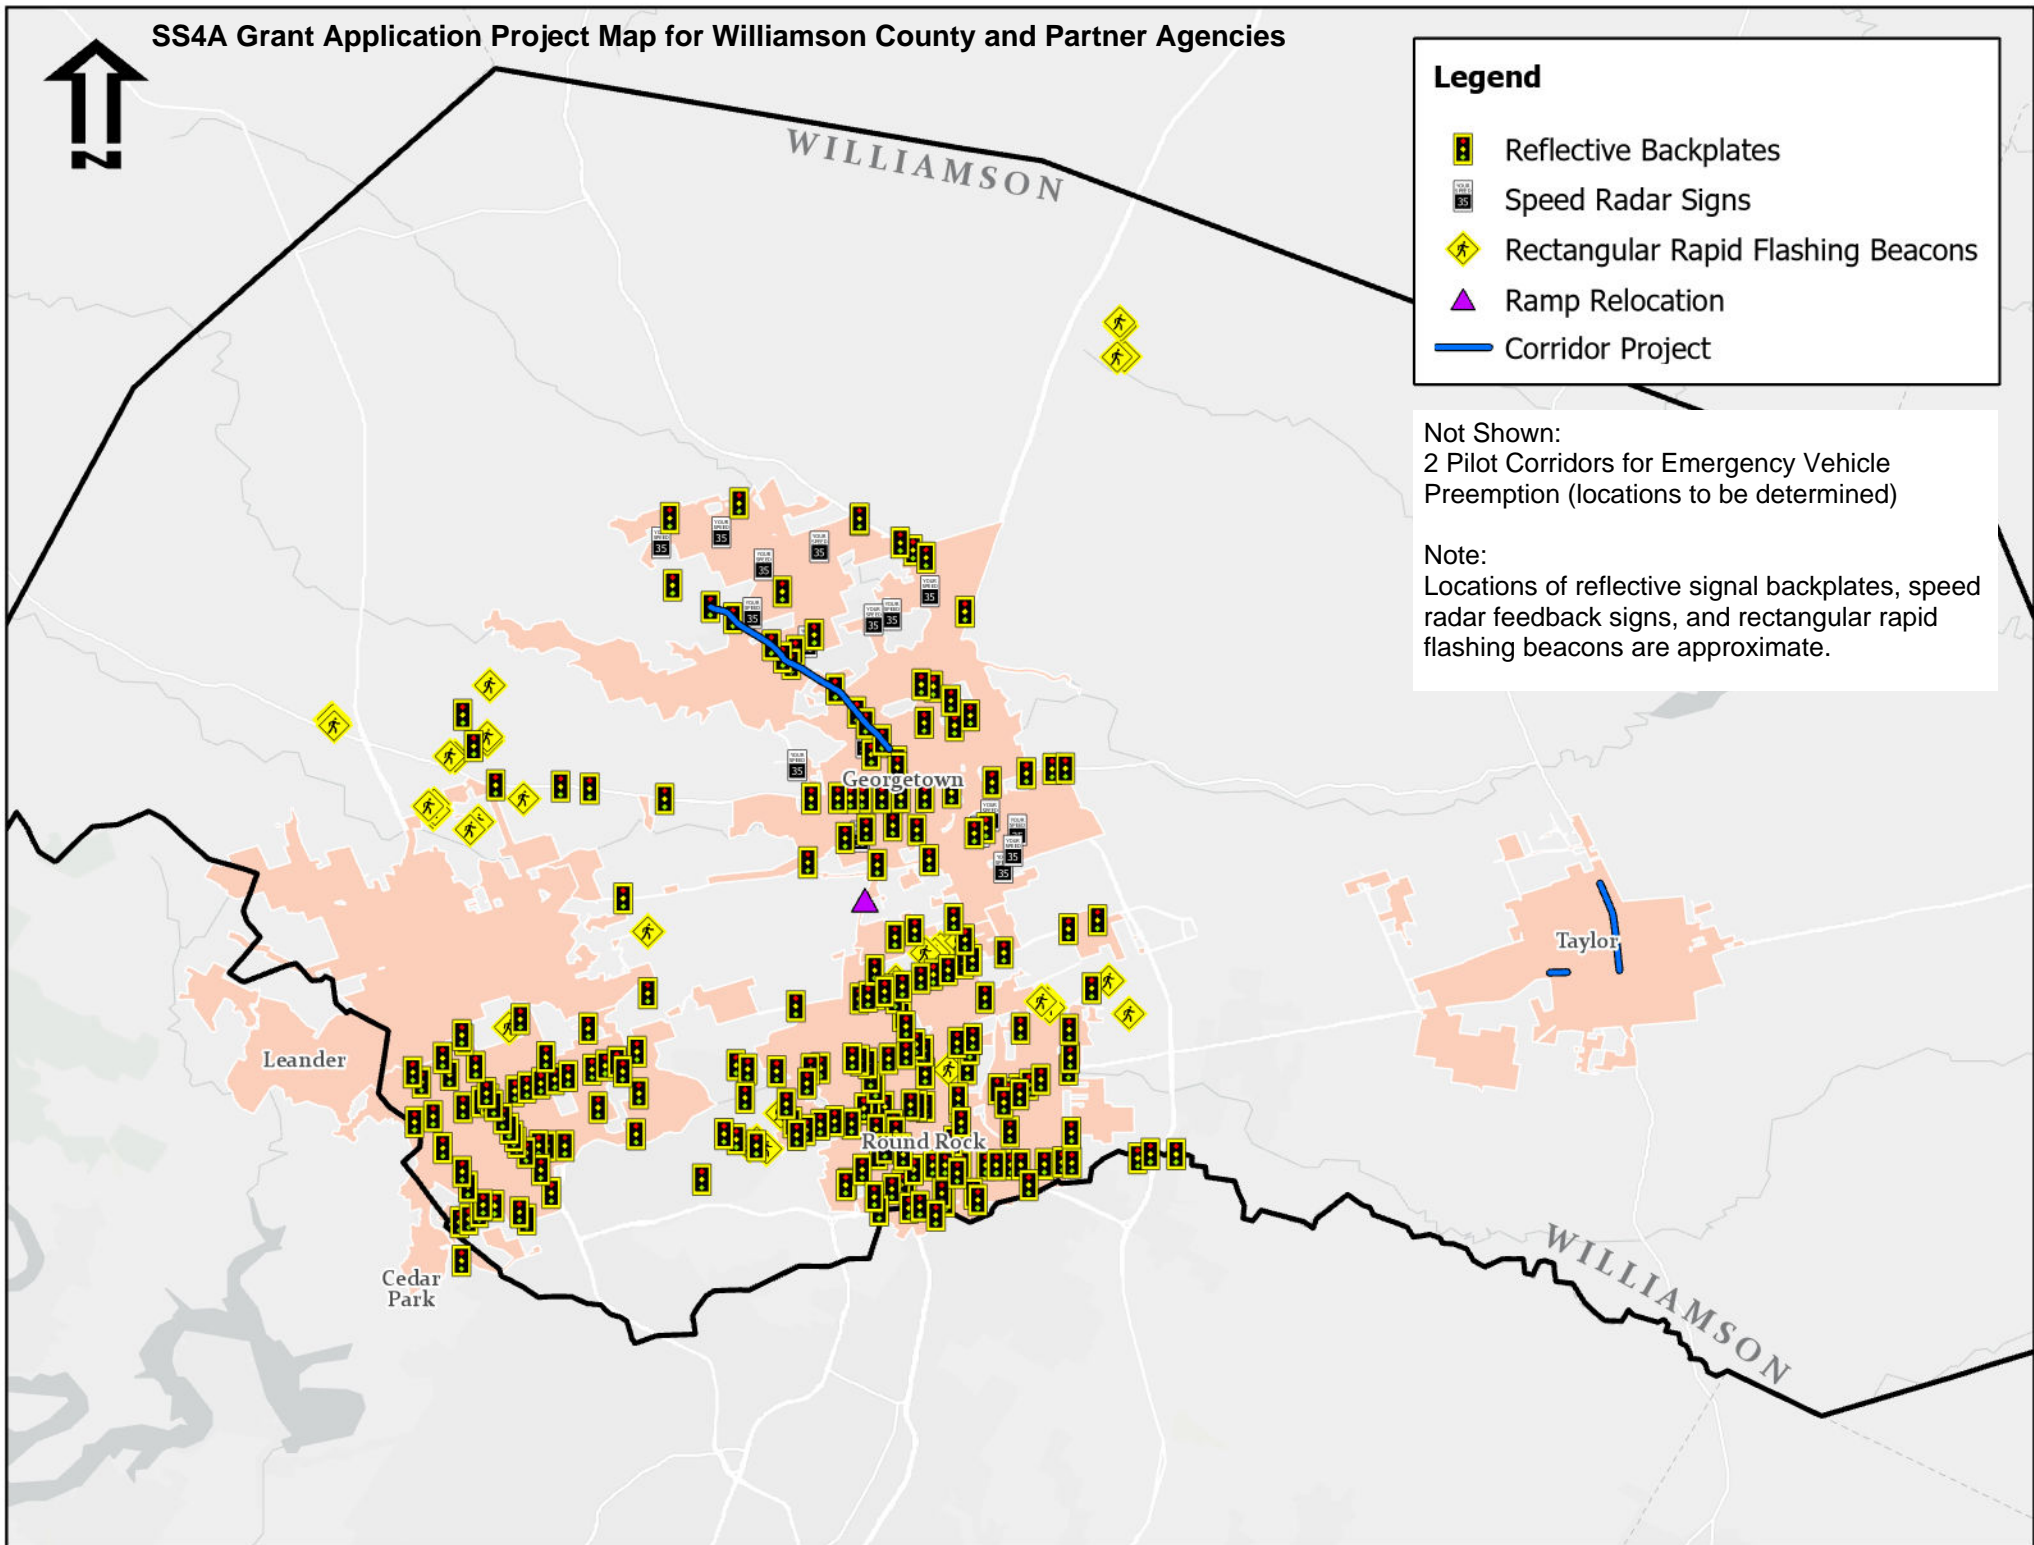 SS4A Grant Application Project Map for Williamson County and Partner Agencies
N
Legend
Reflective Backplates
YOUR SPEED 35
Speed Radar Signs
Rectangular Rapid Flashing Beacons
Ramp Relocation
Corridor Project
Not Shown:
2 Pilot Corridors for Emergency Vehicle
Preemption (locations to be determined)
Note:
Locations of reflective signal backplates, speed
radar feedback signs, and rectangular rapid
flashing beacons are approximate.
WILLIAMSON
Georgetown
Taylor
Leander
Round Rock
Cedar
Park
WILLIAMSON